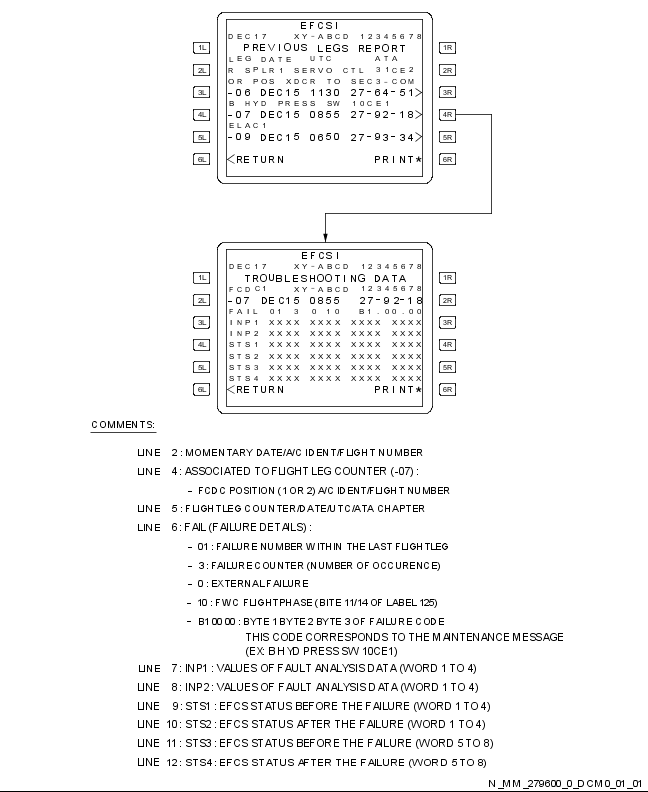 EFCSI
DEC17 XY-ABCD 12345678
1L PREVIOUS LEGS REPORT 1R
LEG DATE UTC ATA
2L R SPLR1 SERVO CTL 31CE2 2R
OR POS XDCR TO SEC3-COM
3L -06 DEC15 1130 27-64-51> 3R
B HYD PRESS SW 10CE1
4L -07 DEC15 0855 27-92-18> 4R
ELAC1
5L -09 DEC15 0650 27-93-34> 5R
6L <RETURN PRINT* 6R
EFCSI
DEC17 XY-ABCD 12345678
1L TROUBLESHOOTING DATA 1R
FCDC1 XY-ABCD 12345678
2L -07 DEC15 0855 27-92-18 2R
FAIL 01 3 0 10 B1.00.00
3L INP1 XXXX XXXX XXXX XXXX 3R
INP2 XXXX XXXX XXXX XXXX
4L STS1 XXXX XXXX XXXX XXXX 4R
STS2 XXXX XXXX XXXX XXXX
5L STS3 XXXX XXXX XXXX XXXX 5R
STS4 XXXX XXXX XXXX XXXX
6L <RETURN PRINT* 6R
COMMENTS:
LINE 2: MOMENTARY DATE/A/C IDENT/FLIGHT NUMBER
LINE 4: ASSOCIATED TO FLIGHT LEG COUNTER (-07) :
- FCDC POSITION (1 OR 2) A/C IDENT/FLIGHT NUMBER
LINE 5: FLIGHTLEG COUNTER/DATE/UTC/ATA CHAPTER
LINE 6: FAIL (FAILURE DETAILS) :
- 01: FAILURE NUMBER WITHIN THE LAST FLIGHTLEG
- 3: FAILURE COUNTER (NUMBER OF OCCURENCE)
- 0: EXTERNAL FAILURE
- 10: FWC FLIGHT PHASE (BITE 11/14 OF LABEL 125)
- B1 00 00: BYTE 1 BYTE 2 BYTE 3 OF FAILURE CODE
THIS CODE CORRESPONDS TO THE MAINTENANCE MESSAGE
(EX: B HYD PRESS SW 10CE1)
LINE 7: INP1: VALUES OF FAULT ANALYSIS DATA (WORD 1 TO 4)
LINE 8: INP2: VALUES OF FAULT ANALYSIS DATA (WORD 1 TO 4)
LINE 9: STS1: EFCS STATUS BEFORE THE FAILURE (WORD 1 TO 4)
LINE 10: STS2: EFCS STATUS AFTER THE FAILURE (WORD 1 TO 4)
LINE 11: STS3: EFCS STATUS BEFORE THE FAILURE (WORD 5 TO 8)
LINE 12: STS4: EFCS STATUS AFTER THE FAILURE (WORD 5 TO 8)
N_MM_279600_0_DCM0_01_01